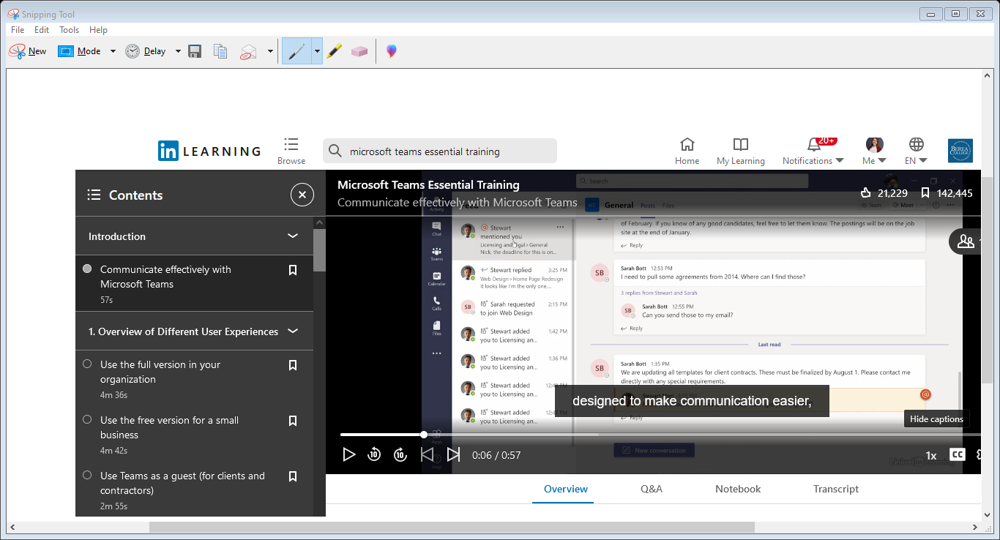 Snipping Tool
File Edit Tools Help
New Mode Delay
in LEARNING
Browse
microsoft teams essential training
Home
My Learning
20+
Notifications
Me
EN
BEREA COLLEGE
Contents
Introduction
Communicate effectively with
Microsoft Teams
57s
1. Overview of Different User Experiences
Use the full version in your
organization
4m 36s
Use the free version for a small
business
4m 42s
Use Teams as a guest (for clients and
contractors)
2m 55s
Microsoft Teams Essential Training
Communicate effectively with Microsoft Teams
21,229 142,445
Search
General Posts Files
Team Meet
Activity
Chat
Teams
Calendar
Calls
Files
Apps
Help
Stewart
mentioned you
Licensing and Legal > General
Nick, the deadline for this is on...
Stewart replied 3:25 PM
Web Design > Home Page Redesign
It looks like I'm the only one...
SB
Sarah requested 2:15 PM
to join Web Design
Stewart added 1:42 PM
you to Licensing an...
Stewart added 1:36 PM
you to Licensing an...
Stewart added
you to Licensing an...
Stewart added
you to Licensing an...
of February. If you know of any good candidates, feel free to let them know. The postings will be on the job
site at the end of January.
Reply
SB
Sarah Bott 12:53 PM
I need to pull some agreements from 2014. Where can I find those?
3 replies from Stewart and Sarah
SB
Sarah Bott 12:55 PM
Can you send those to my email?
Reply
Last read
SB
Sarah Bott 1:35 PM
We are updating all templates for client contracts. These must be finalized by August 1. Please contact me
directly with any special requirements.
designed to make communication easier,
Reply
Hide captions
New conversation
0:06 / 0:57
10 10
1x
CC
LinkedIn Learning
Overview Q&A Notebook Transcript